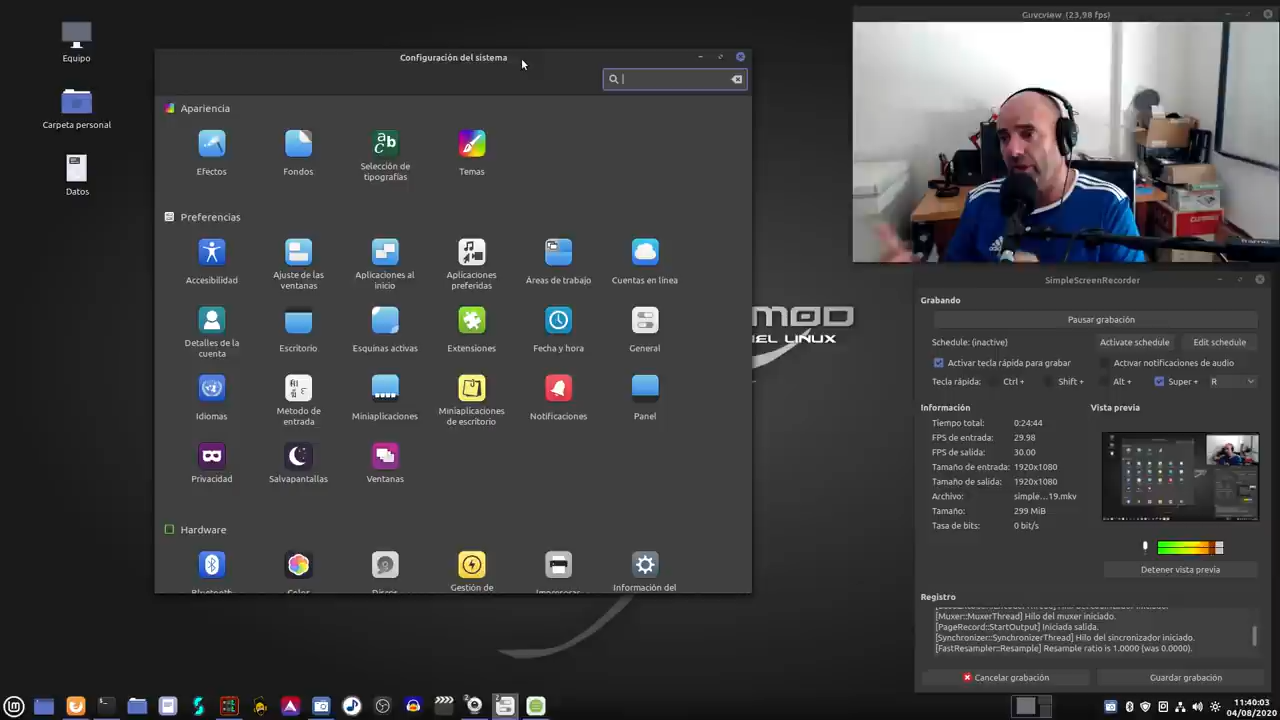 Guvcview (23,98 fps)
Equipo
Carpeta personal
Datos
Configuración del sistema
Apariencia
Efectos
Fondos
Selección de
tipografías
Temas
Preferencias
Accesibilidad
Ajuste de las
ventanas
Aplicaciones al
inicio
Aplicaciones
preferidas
Áreas de trabajo
Cuentas en línea
Detalles de la
cuenta
Escritorio
Esquinas activas
Extensiones
Fecha y hora
General
Idiomas
Método de
entrada
Miniaplicaciones
Miniaplicaciones
de escritorio
Notificaciones
Panel
Privacidad
Salvapantallas
Ventanas
Hardware
Bluetooth
Color
Discos
Gestión de
Impresoras
Información del
EL LINUX
SimpleScreenRecorder
Grabando
Pausar grabación
Schedule: (inactive)
Activate schedule
Edit schedule
Activar tecla rápida para grabar
Activar notificaciones de audio
Tecla rápida:
Ctrl +
Shift +
Alt +
Super +
R
Información
Vista previa
Tiempo total: 0:24:44
FPS de entrada: 29.98
FPS de salida: 30.00
Tamaño de entrada: 1920x1080
Tamaño de salida: 1920x1080
Archivo: simple...19.mkv
Tamaño: 299 MiB
Tasa de bits: 0 bit/s
Detener vista previa
Registro
[Muxer::MuxerThread] Hilo del muxer iniciado.
[PageRecord::StartOutput] Iniciada salida.
[Synchronizer::SynchronizerThread] Hilo del sincronizador iniciado.
[FastResampler::Resample] Resample ratio is 1.0000 (was 0.0000).
Cancelar grabación
Guardar grabación
11:40:03
04/08/2020